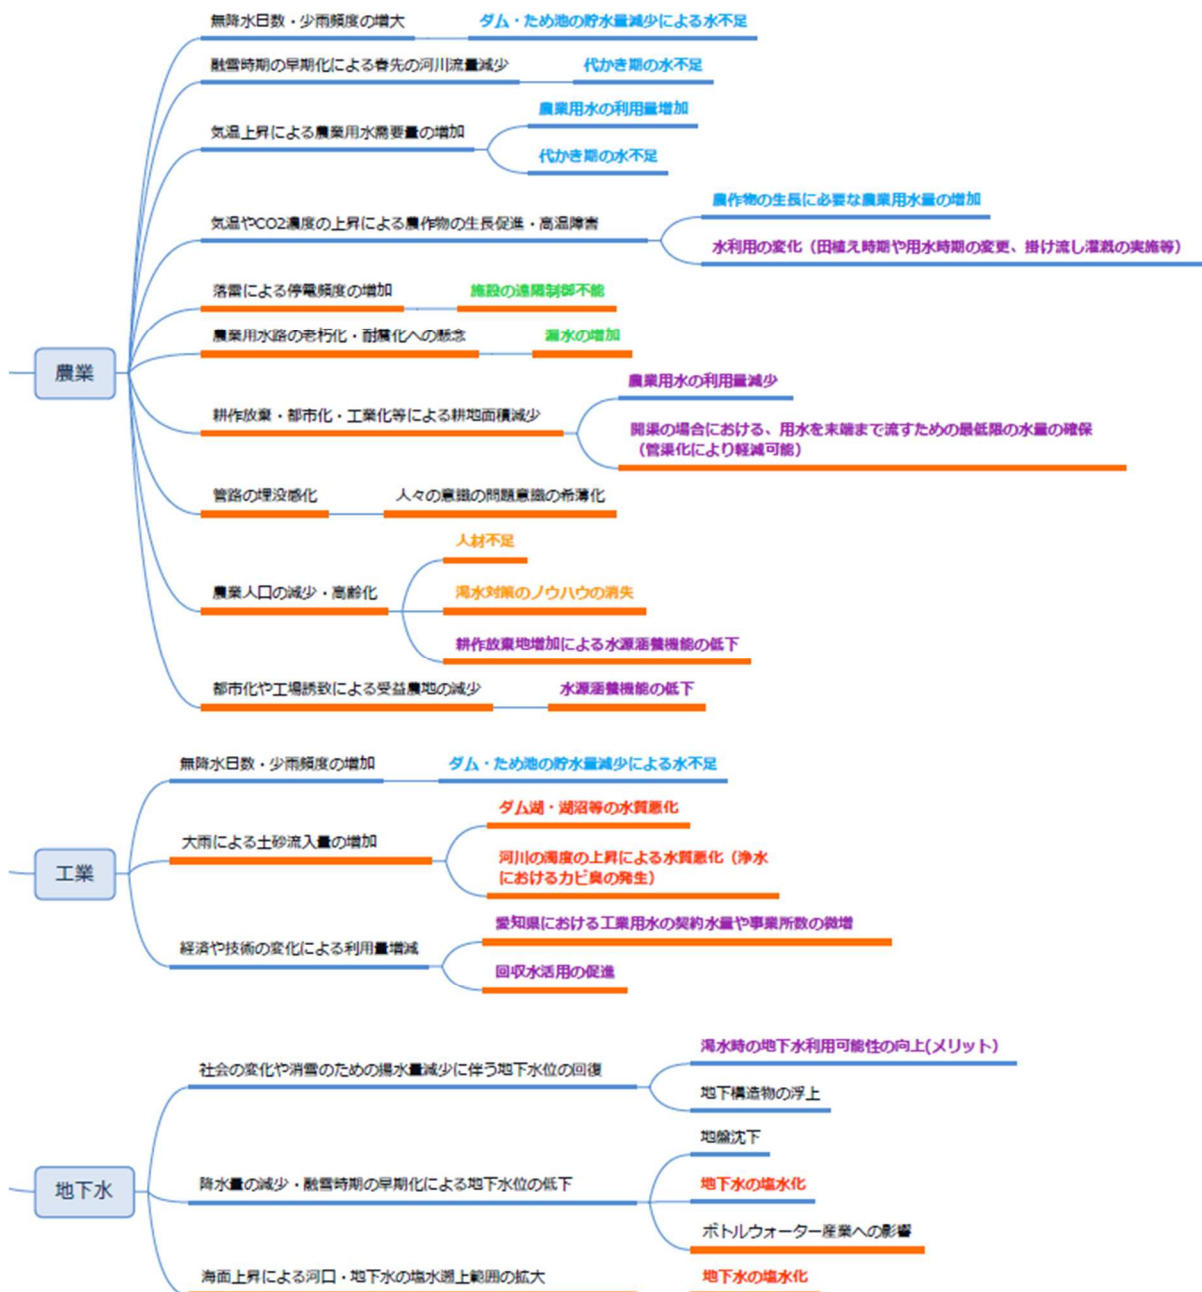 無降水日数・少雨頻度の増大
ダム・ため池の貯水量減少による水不足
融雪時期の早期化による春先の河川流量減少
代かき期の水不足
気温上昇による農業用水需要量の増加
農業用水の利用量増加
代かき期の水不足
気温やCO2濃度の上昇による農作物の生長促進・高温障害
農作物の生長に必要な農業用水量の増加
水利用の変化（田植え時期や用水時期の変更、掛け流し灌漑の実施等）
農業
落雷による停電頻度の増加
施設の遠隔制御不能
農業用水路の老朽化・耐震化への懸念
漏水の増加
耕作放棄・都市化・工業化等による耕地面積減少
農業用水の利用量減少
開渠の場合における、用水を末端まで流すための最低限の水量の確保
（管渠化により軽減可能）
管路の埋没感化
人々の意識の問題意識の希薄化
農業人口の減少・高齢化
人材不足
渇水対策のノウハウの消失
耕作放棄地増加による水源涵養機能の低下
都市化や工場誘致による受益農地の減少
水源涵養機能の低下
工業
無降水日数・少雨頻度の増加
ダム・ため池の貯水量減少による水不足
大雨による土砂流入量の増加
ダム湖・湖沼等の水質悪化
河川の濁度の上昇による水質悪化（浄水
におけるカビ臭の発生）
経済や技術の変化による利用量増減
愛知県における工業用水の契約水量や事業所数の微増
回収水活用の促進
地下水
社会の変化や消雪のための揚水量減少に伴う地下水位の回復
渇水時の地下水利用可能性の向上(メリット）
地下構造物の浮上
降水量の減少・融雪時期の早期化による地下水位の低下
地盤沈下
地下水の塩水化
ボトルウォーター産業への影響
海面上昇による河口・地下水の塩水遡上範囲の拡大
地下水の塩水化